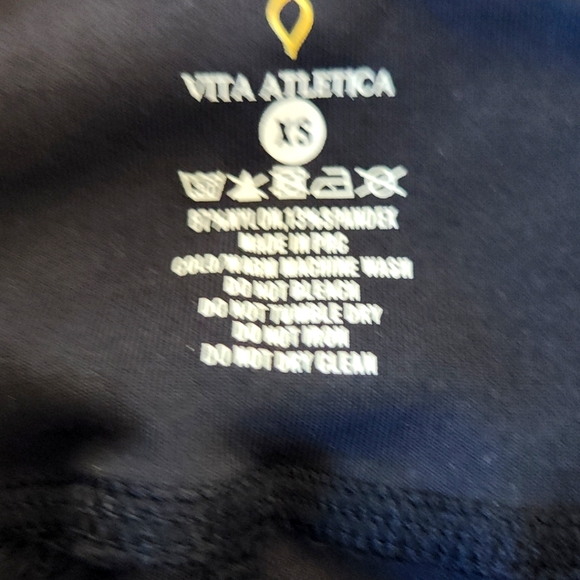 VITA ATLETICA
XS
87%NYLON,13%SPANDEX
MADE IN PRC
COLD/WARM MACHINE WASH
DO NOT BLEACH
DO NOT TUMBLE DRY
DO NOT IRON
DO NOT DRY CLEAN